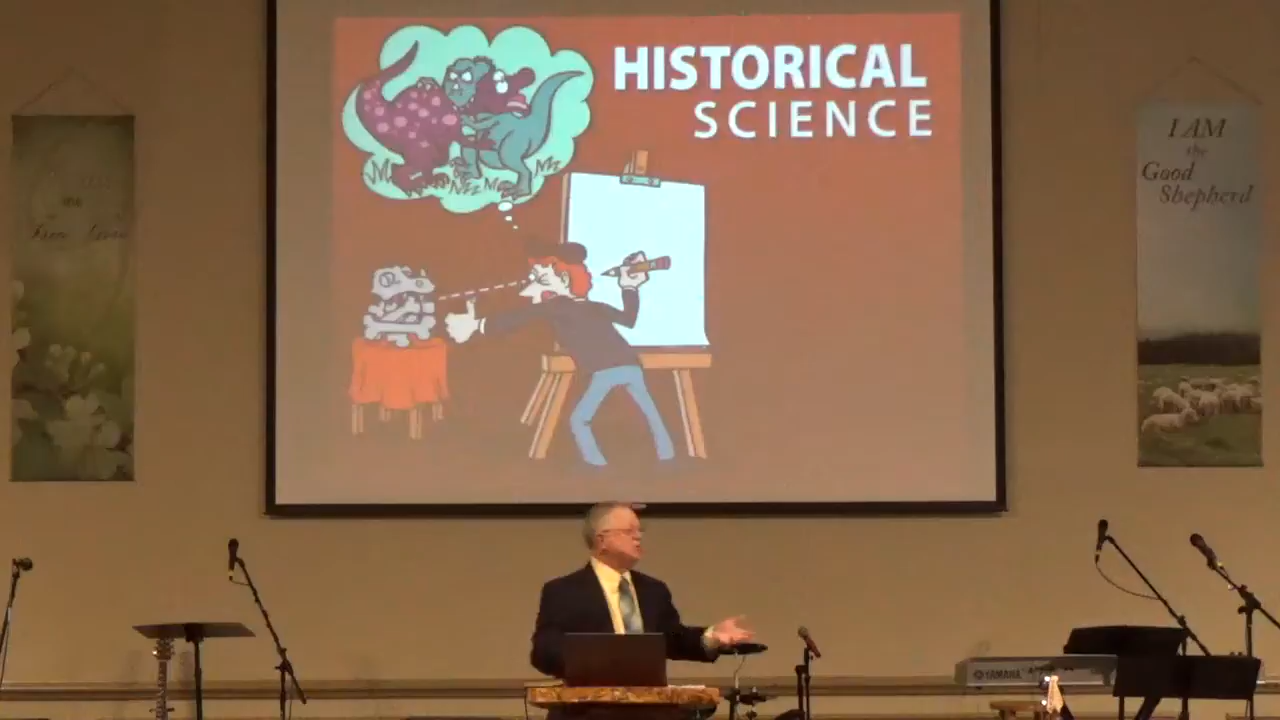 HISTORICAL
SCIENCE
I AM
the
Good
Shepherd
YAMAHA